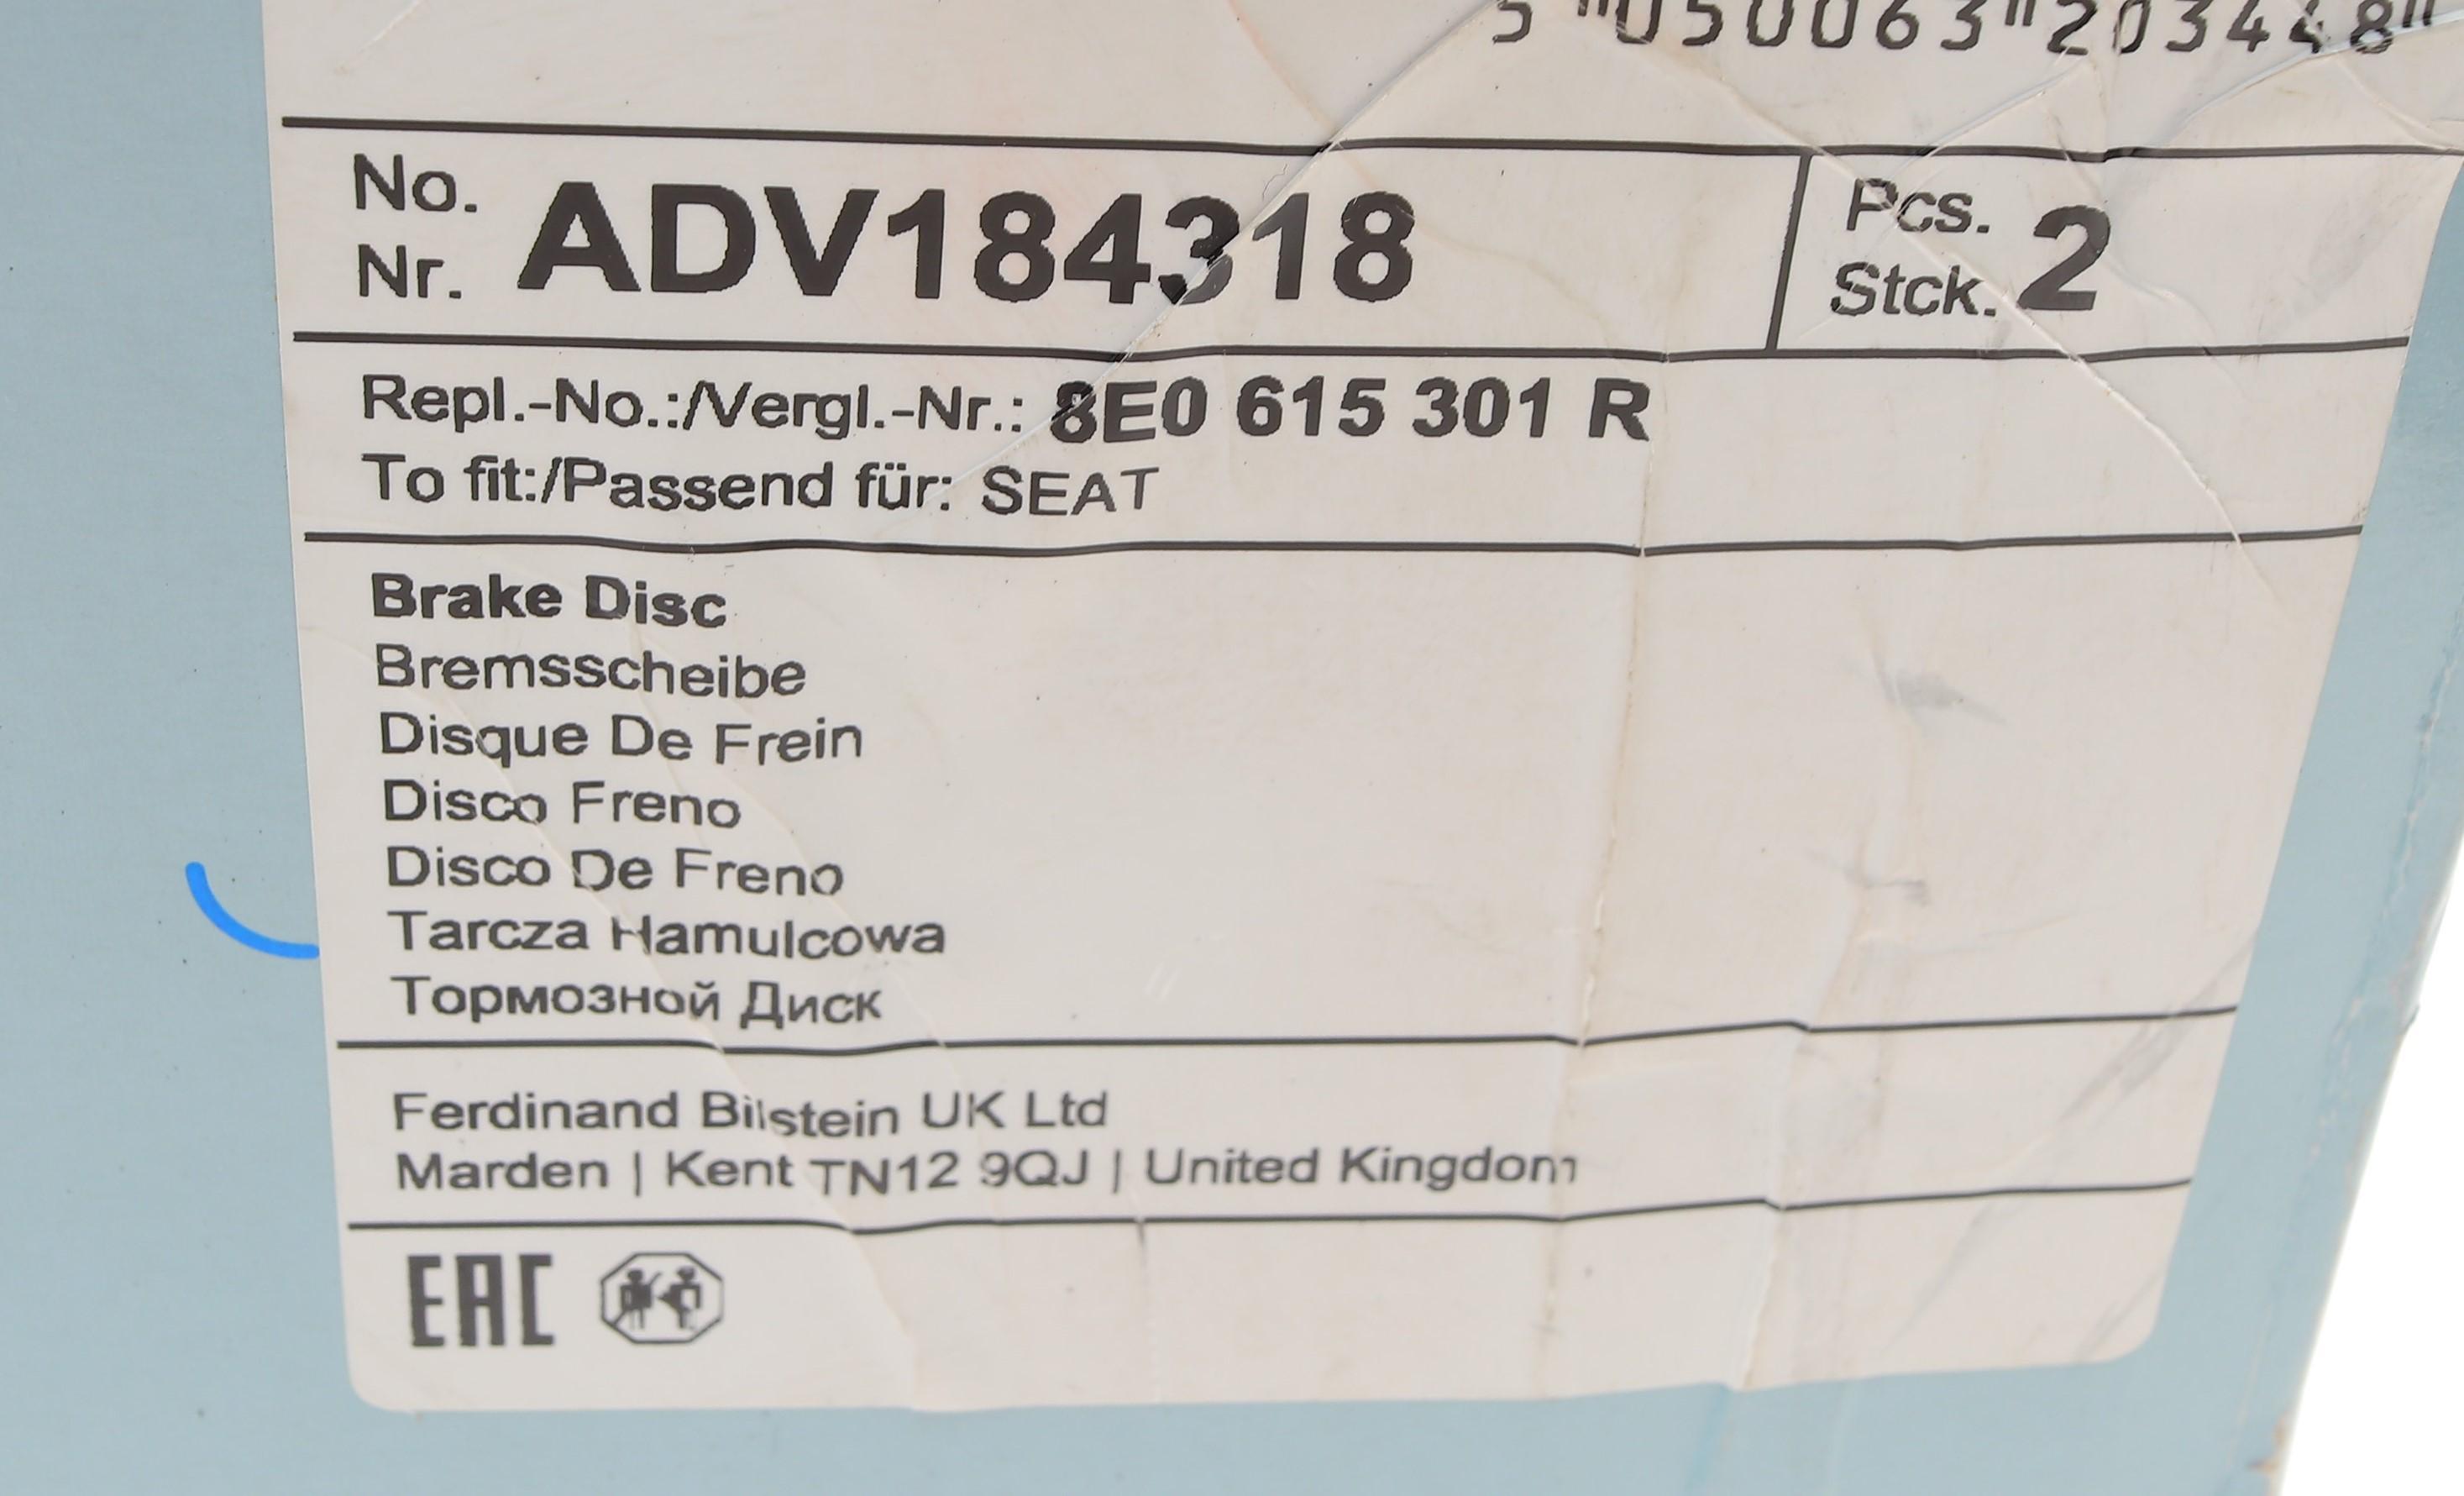 5 "050063"203448"
No.
Nr. ADV184318
Pcs.
Stck. 2
Repl.-No.:/Vergl.-Nr.: 8E0 615 301 R
To fit:/Passend für: SEAT
Brake Disc
Bremsscheibe
Disque De Frein
Disco Freno
Disco De Freno
Tarcza Hamulcowa
Тормозной Диск
Ferdinand Bilstein UK Ltd
Marden | Kent TN12 9QJ | United Kingdom
EAC